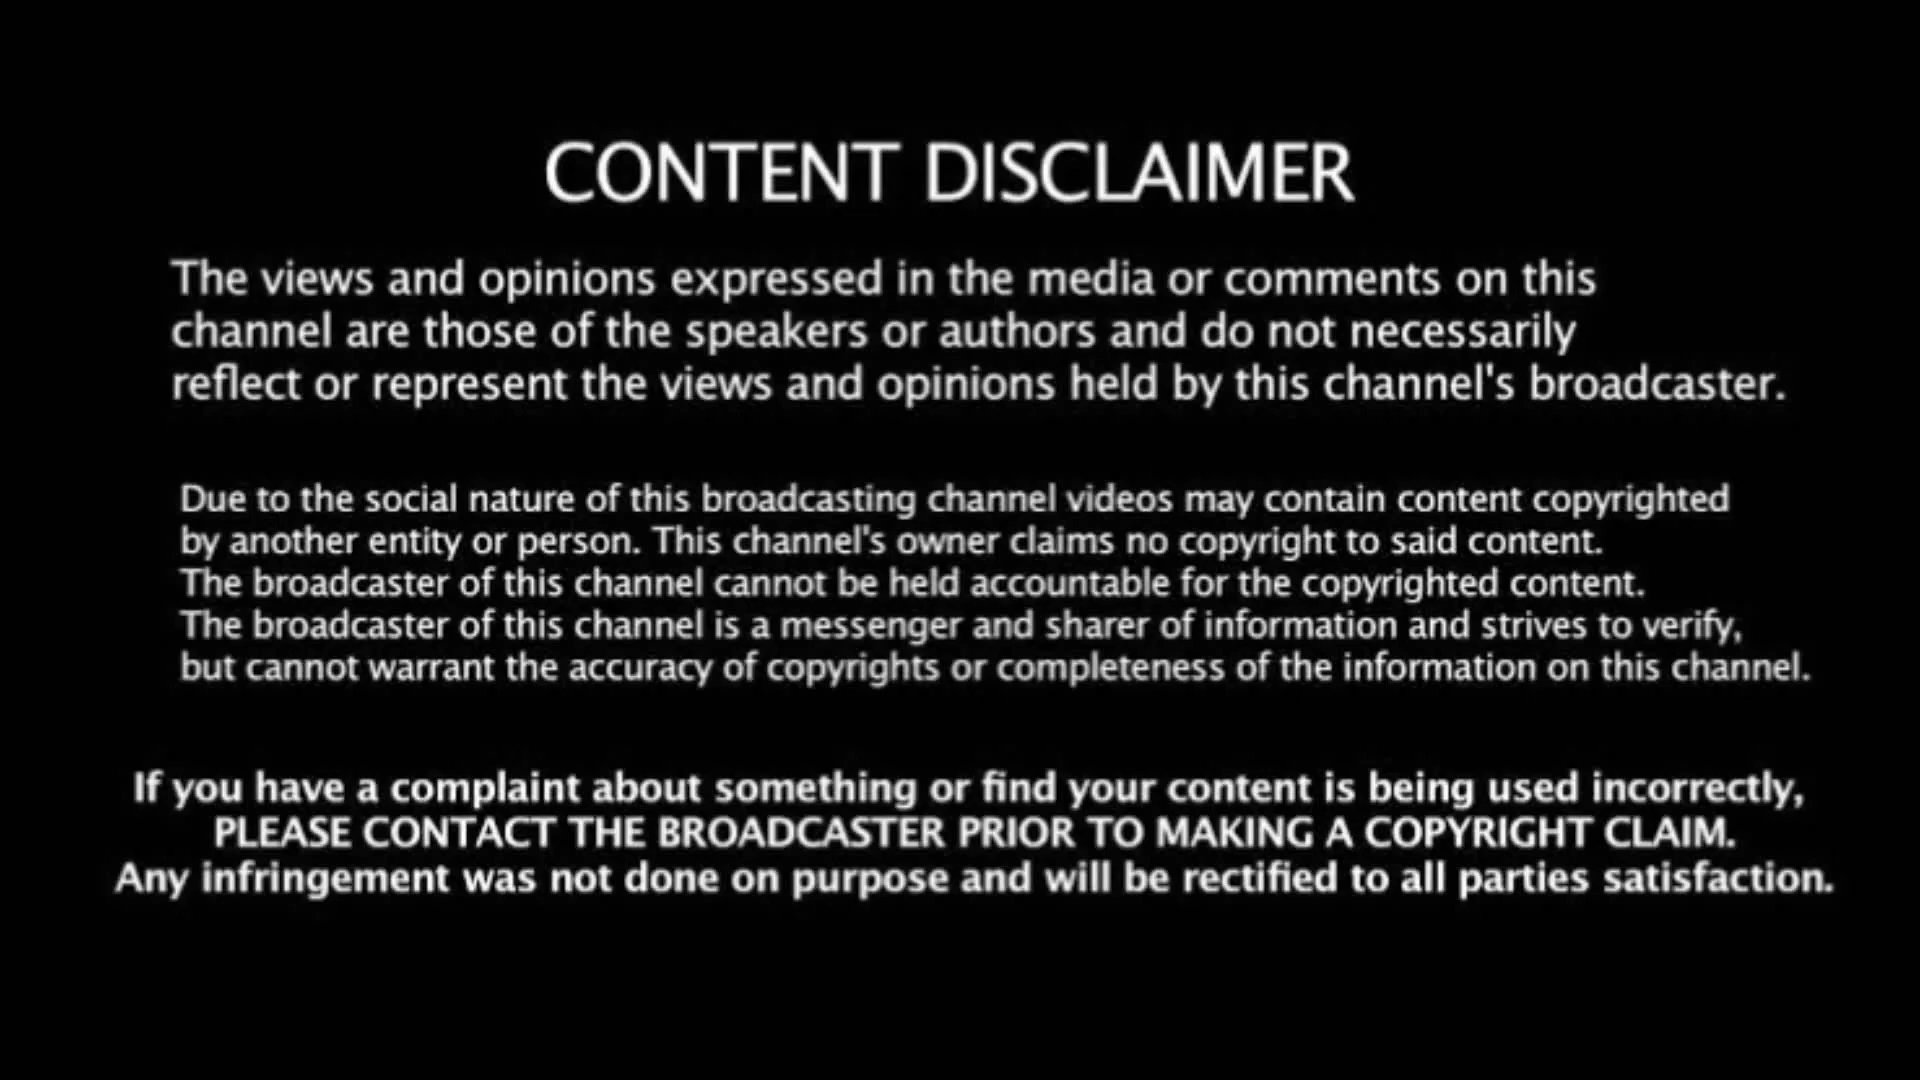 CONTENT DISCLAIMER
The views and opinions expressed in the media or comments on this
channel are those of the speakers or authors and do not necessarily
reflect or represent the views and opinions held by this channel's broadcaster.
Due to the social nature of this broadcasting channel videos may contain content copyrighted
by another entity or person. This channel's owner claims no copyright to said content.
The broadcaster of this channel cannot be held accountable for the copyrighted content.
The broadcaster of this channel is a messenger and sharer of information and strives to verify,
but cannot warrant the accuracy of copyrights or completeness of the information on this channel.
If you have a complaint about something or find your content is being used incorrectly,
PLEASE CONTACT THE BROADCASTER PRIOR TO MAKING A COPYRIGHT CLAIM.
Any infringement was not done on purpose and will be rectified to all parties satisfaction.